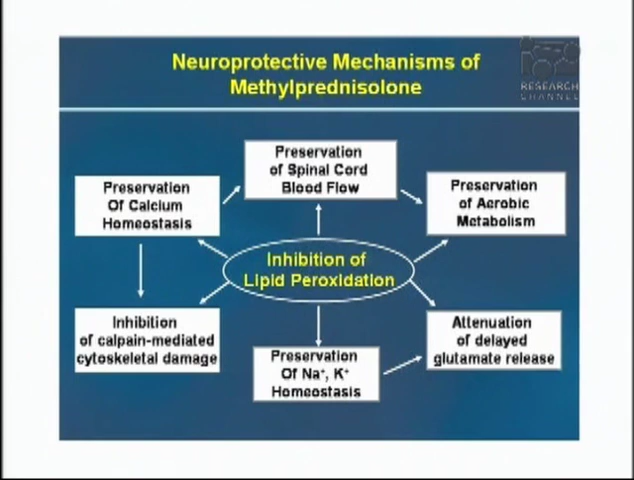 Neuroprotective Mechanisms of
Methylprednisolone
RESEARCH
CHANNEL
Preservation
of Spinal Cord
Blood Flow
Preservation
Of Calcium
Homeostasis
Preservation
of Aerobic
Metabolism
Inhibition of
Lipid Peroxidation
Inhibition
of calpain-mediated
cytoskeletal damage
Preservation
Of Na⁺, K⁺
Homeostasis
Attenuation
of delayed
glutamate release